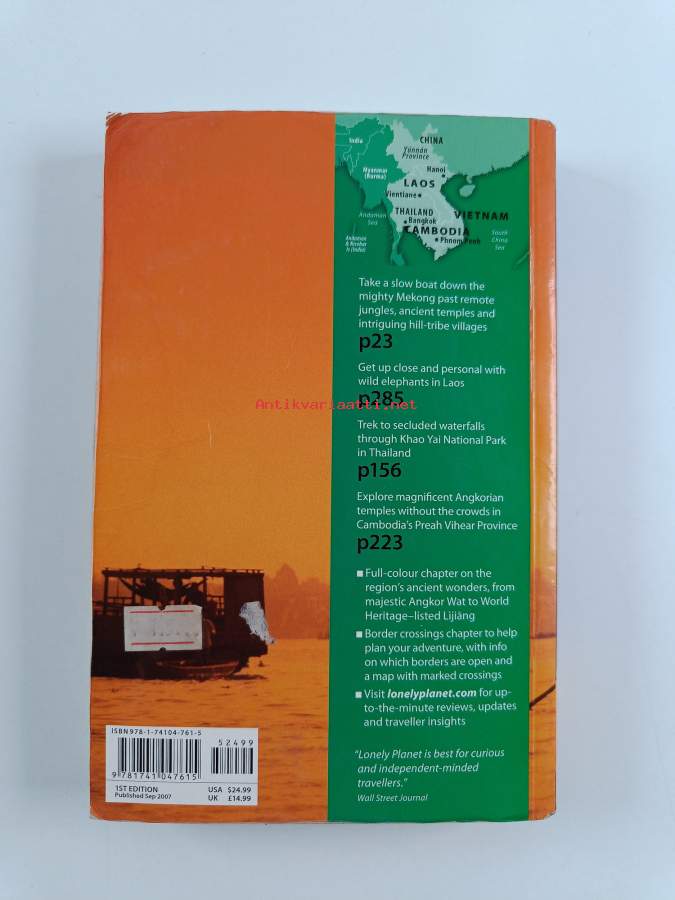 CHINA
India
Yúnnán
Province
Hanoi
Myanmar
(Burma)
LAOS
Vientiane
THAILAND
VIETNAM
Andaman
Sea
Bangkok
CAMBODIA
South
China
Sea
Phnom Penh
Andaman
& Nicobar
Is (India)
Take a slow boat down the
mighty Mekong past remote
jungles, ancient temples and
intriguing hill-tribe villages
p23
Get up close and personal with
wild elephants in Laos
p285
Antikvariaatti.net
Trek to secluded waterfalls
through Khao Yai National Park
in Thailand
p156
Explore magnificent Angkorian
temples without the crowds in
Cambodia's Preah Vihear Province
p223
■ Full-colour chapter on the
region's ancient wonders, from
majestic Angkor Wat to World
Heritage–listed Lìjiāng
■ Border crossings chapter to help
plan your adventure, with info
on which borders are open and
a map with marked crossings
■ Visit lonelyplanet.com for up-
to-the-minute reviews, updates
and traveller insights
"Lonely Planet is best for curious
and independent-minded
travellers."
Wall Street Journal
ISBN 978-1-74104-761-5
52499
9 781741 047615
1ST EDITION
Published Sep 2007
USA $24.99
UK £14.99